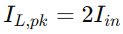 I_{L,pk} = 2I_{in}